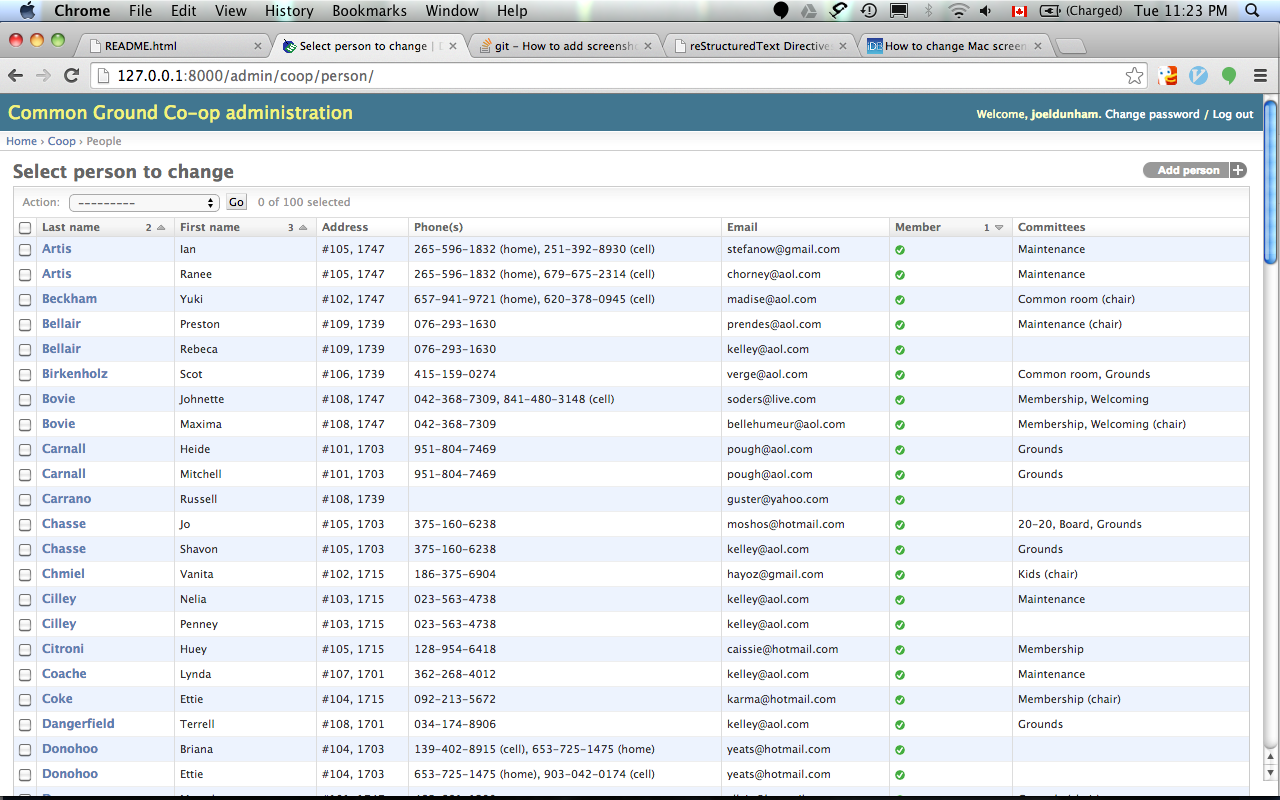 Chrome File Edit View History Bookmarks Window Help (Charged) Tue 11:23 PM
README.html Select person to change | git – How to add screensh reStructuredText Directive How to change Mac screen
127.0.0.1:8000/admin/coop/person/
Common Ground Co-op administration Welcome, joeldunham. Change password / Log out
Home › Coop › People
Select person to change Add person +
Action: --------- Go 0 of 100 selected
Last name 2 First name 3 Address Phone(s) Email Member 1 Committees
Artis Ian #105, 1747 265-596-1832 (home), 251-392-8930 (cell) stefanow@gmail.com Maintenance
Artis Ranee #105, 1747 265-596-1832 (home), 679-675-2314 (cell) chorney@aol.com Maintenance
Beckham Yuki #102, 1747 657-941-9721 (home), 620-378-0945 (cell) madise@aol.com Common room (chair)
Bellair Preston #109, 1739 076-293-1630 prendes@aol.com Maintenance (chair)
Bellair Rebeca #109, 1739 076-293-1630 kelley@aol.com
Birkenholz Scot #106, 1739 415-159-0274 verge@aol.com Common room, Grounds
Bovie Johnette #108, 1747 042-368-7309, 841-480-3148 (cell) soders@live.com Membership, Welcoming
Bovie Maxima #108, 1747 042-368-7309 bellehumeur@aol.com Membership, Welcoming (chair)
Carnall Heide #101, 1703 951-804-7469 pough@aol.com Grounds
Carnall Mitchell #101, 1703 951-804-7469 pough@aol.com Grounds
Carrano Russell #108, 1739 guster@yahoo.com
Chasse Jo #105, 1703 375-160-6238 moshos@hotmail.com 20-20, Board, Grounds
Chasse Shavon #105, 1703 375-160-6238 kelley@aol.com Grounds
Chmiel Vanita #102, 1715 186-375-6904 hayoz@gmail.com Kids (chair)
Cilley Nelia #103, 1715 023-563-4738 kelley@aol.com Maintenance
Cilley Penney #103, 1715 023-563-4738 kelley@aol.com
Citroni Huey #105, 1715 128-954-6418 caissie@hotmail.com Membership
Coache Lynda #107, 1701 362-268-4012 kelley@aol.com Maintenance
Coke Ettie #104, 1715 092-213-5672 karma@hotmail.com Membership (chair)
Dangerfield Terrell #108, 1701 034-174-8906 kelley@aol.com Grounds
Donohoo Briana #104, 1703 139-402-8915 (cell), 653-725-1475 (home) yeats@hotmail.com
Donohoo Ettie #104, 1703 653-725-1475 (home), 903-042-0174 (cell) yeats@hotmail.com